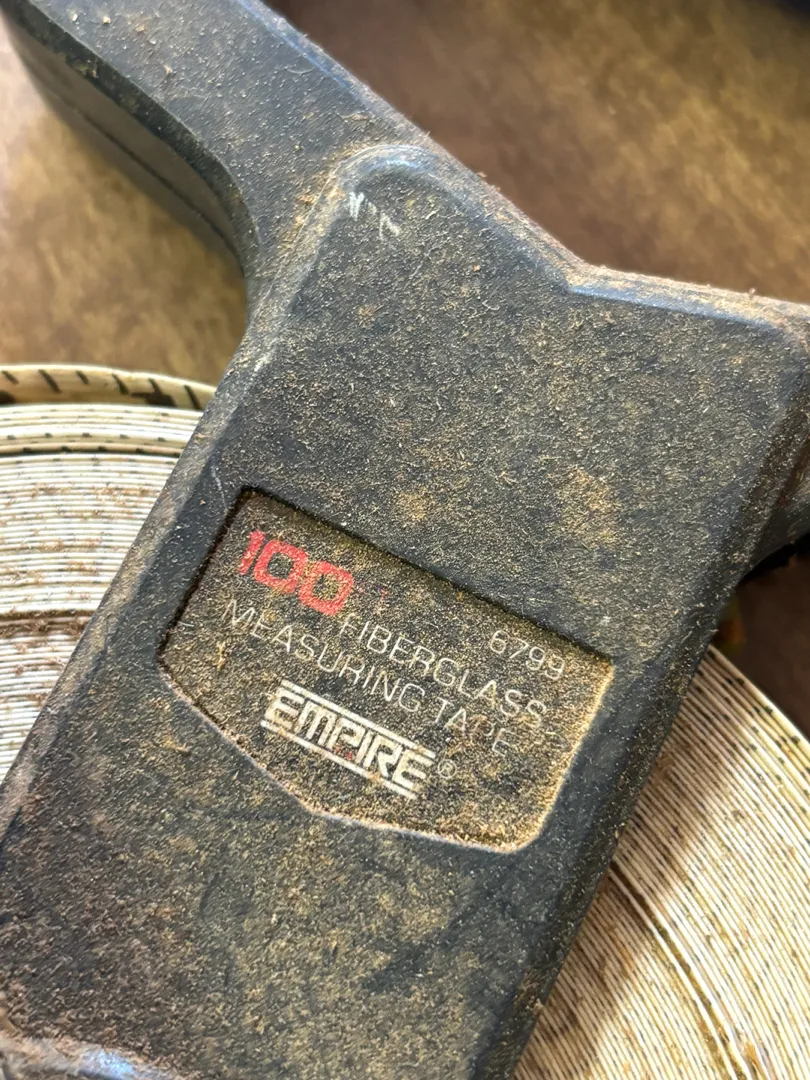 100 6799
FIBERGLASS
MEASURING TAPE
EMPIRE®